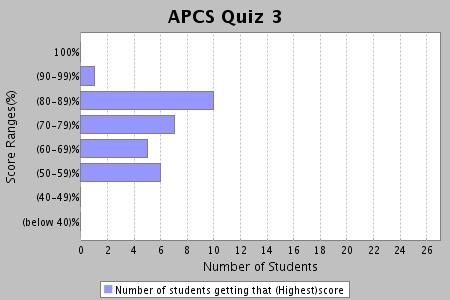 APCS Quiz 3
Score Ranges(%)
100%
(90-99)%
(80-89)%
(70-79)%
(60-69)%
(50-59)%
(40-49)%
(below 40)%
0 2 4 6 8 10 12 14 16 18 20 22 24 26
Number of Students
Number of students getting that (Highest)score